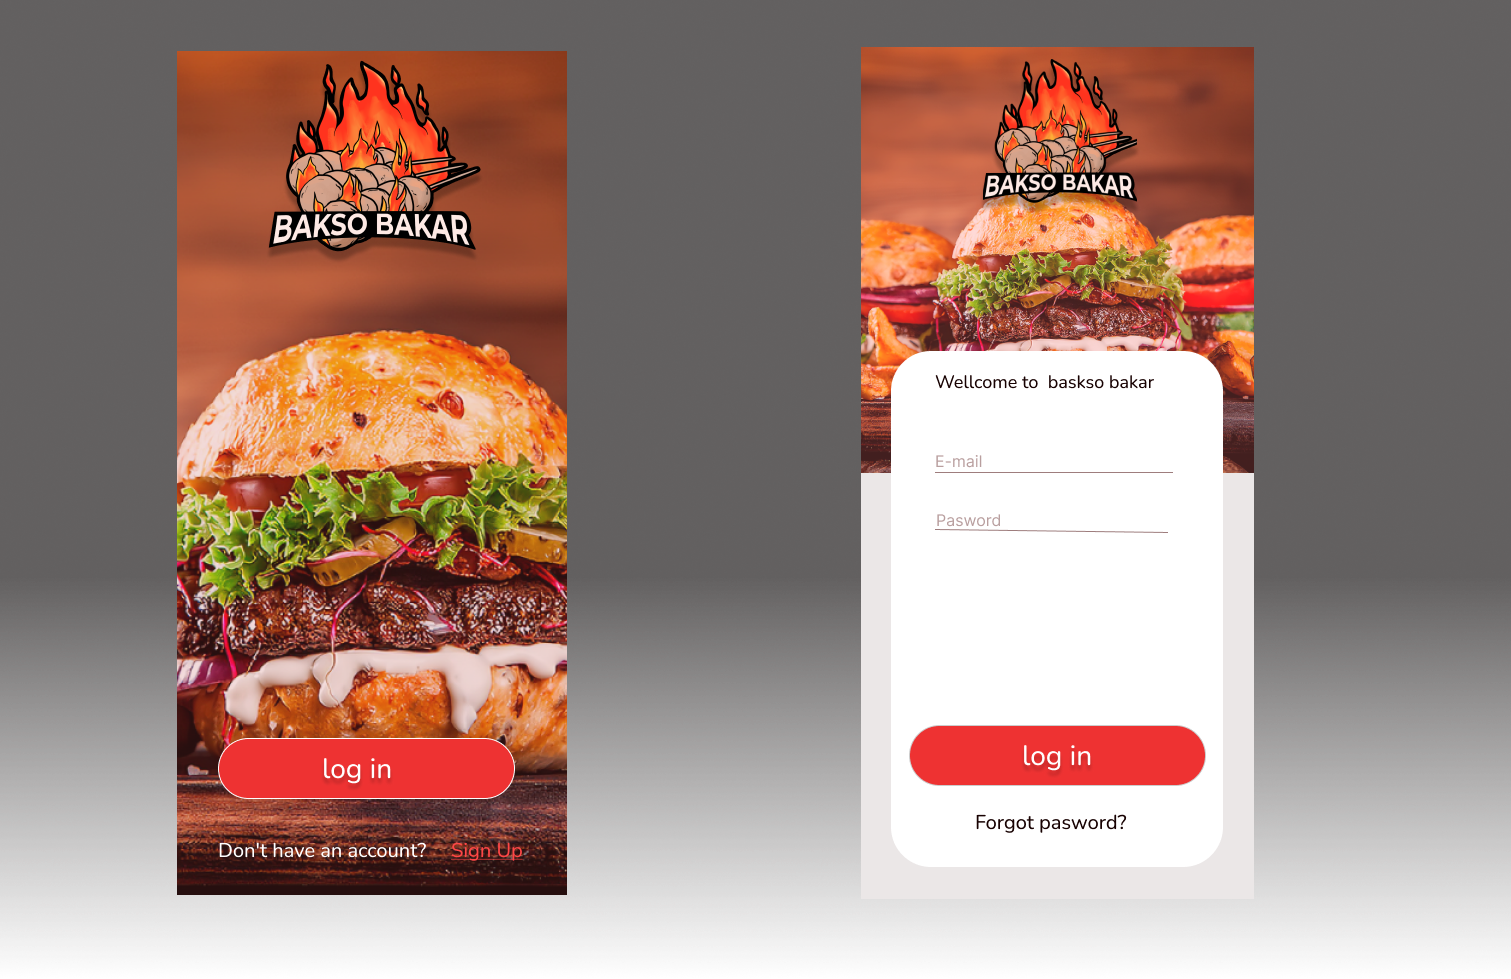 BAKSO BAKAR
log in
Don't have an account? Sign Up
BAKSO BAKAR
Wellcome to baskso bakar
E-mail
Pasword
log in
Forgot pasword?